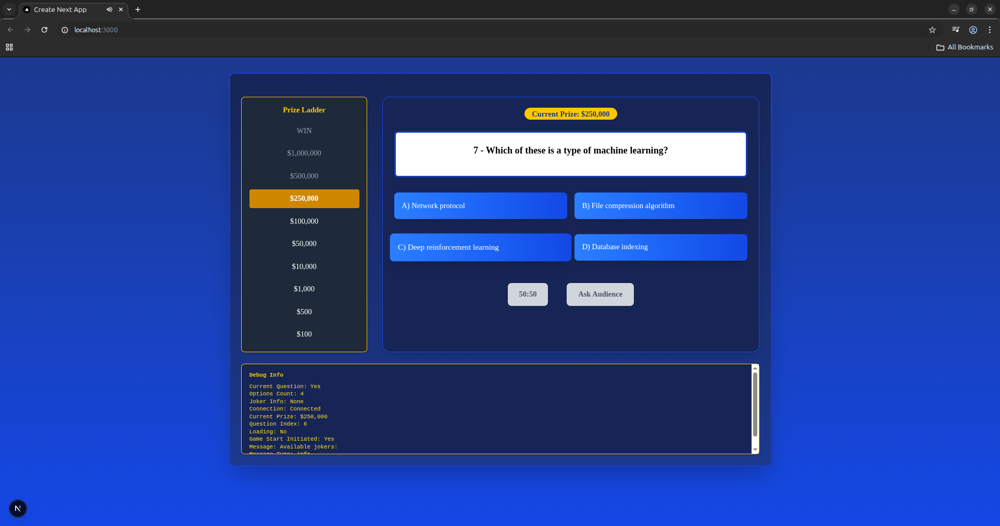 Create Next App
localhost:3000
All Bookmarks
Prize Ladder
WIN
$1,000,000
$500,000
$250,000
$100,000
$50,000
$10,000
$1,000
$500
$100
Current Prize: $250,000
7 - Which of these is a type of machine learning?
A) Network protocol
B) File compression algorithm
C) Deep reinforcement learning
D) Database indexing
50:50
Ask Audience
Debug Info
Current Question: Yes
Options Count: 4
Joker Info: None
Connection: Connected
Current Prize: $250,000
Question Index: 6
Loading: No
Game Start Initiated: Yes
Message: Available jokers:
Message Type: info
N